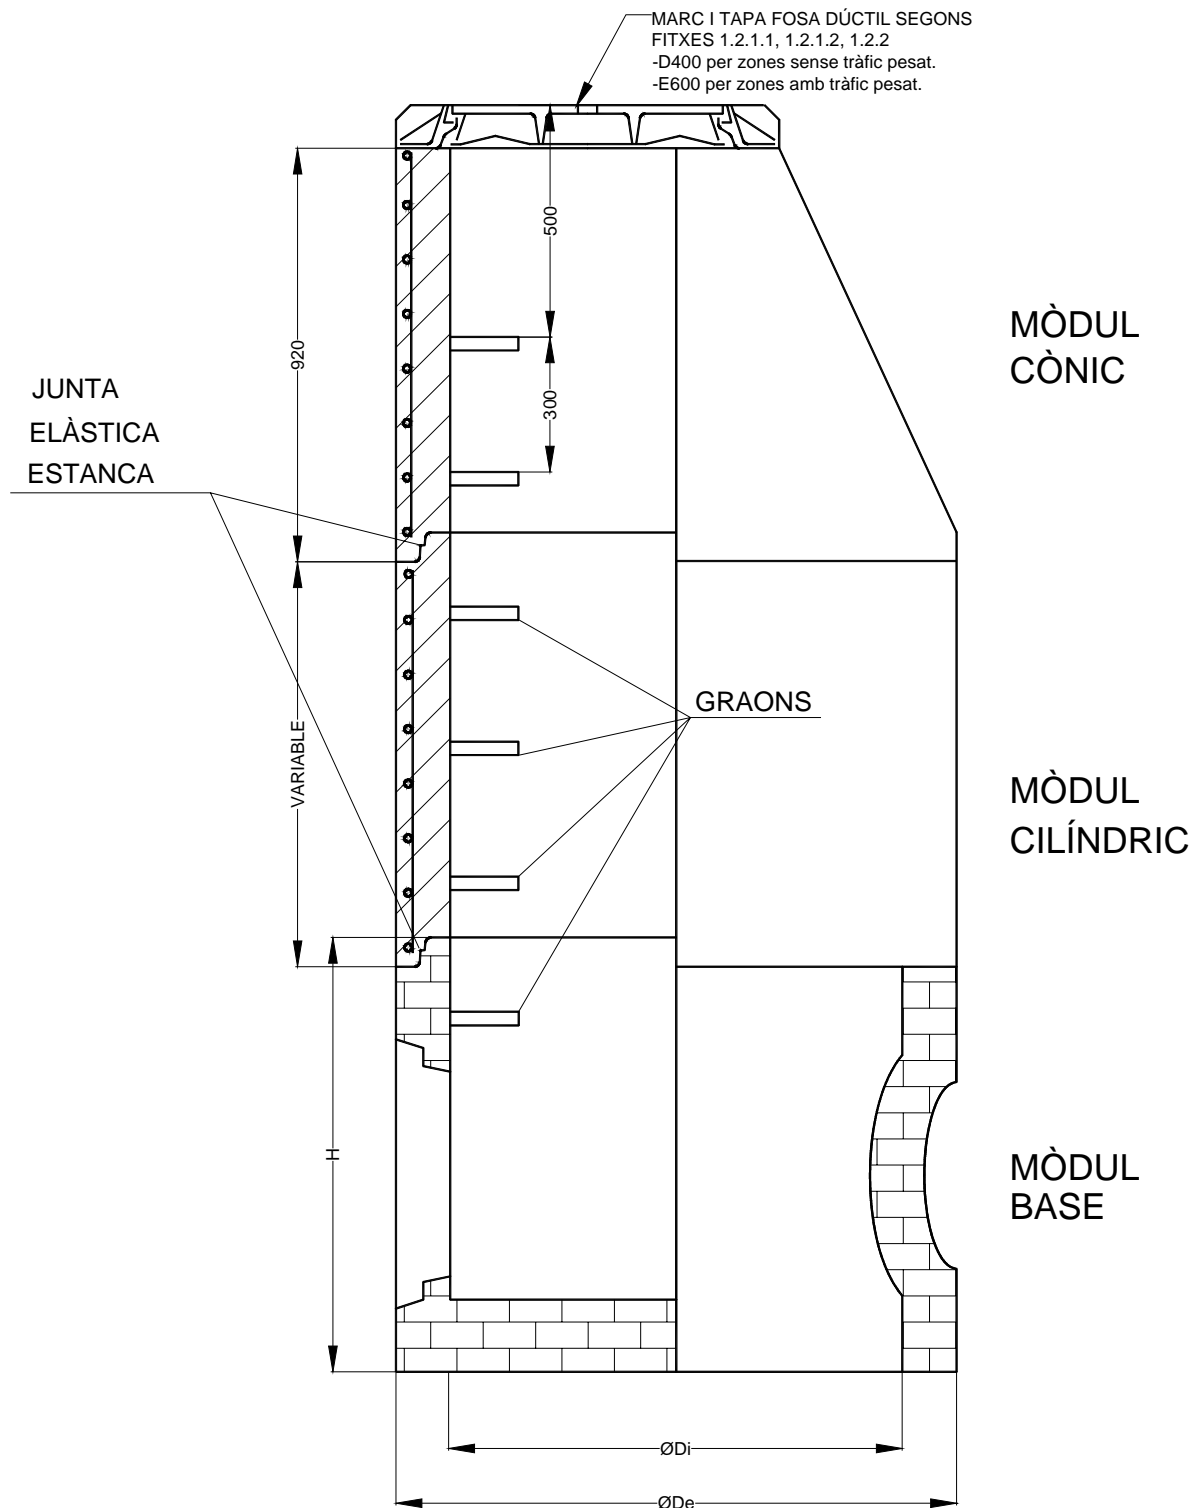 MARC I TAPA FOSA DÚCTIL SEGONS
FITXES 1.2.1.1, 1.2.1.2, 1.2.2
-D400 per zones sense tràfic pesat.
-E600 per zones amb tràfic pesat.
500
920
300
MÒDUL
CÒNIC
JUNTA
ELÀSTICA
ESTANCA
GRAONS
VARIABLE
MÒDUL
CILÍNDRIC
H
MÒDUL
BASE
ØDi
ØDe